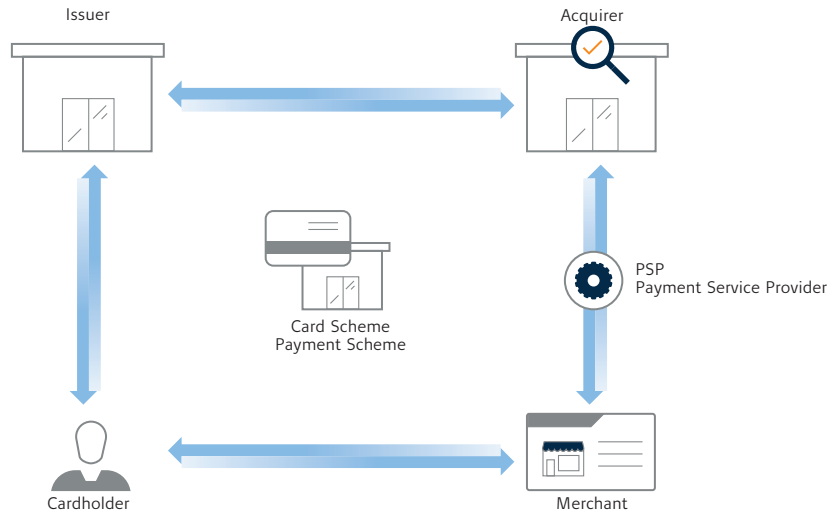 Issuer
Acquirer
PSP
Payment Service Provider
Card Scheme
Payment Scheme
Cardholder
Merchant